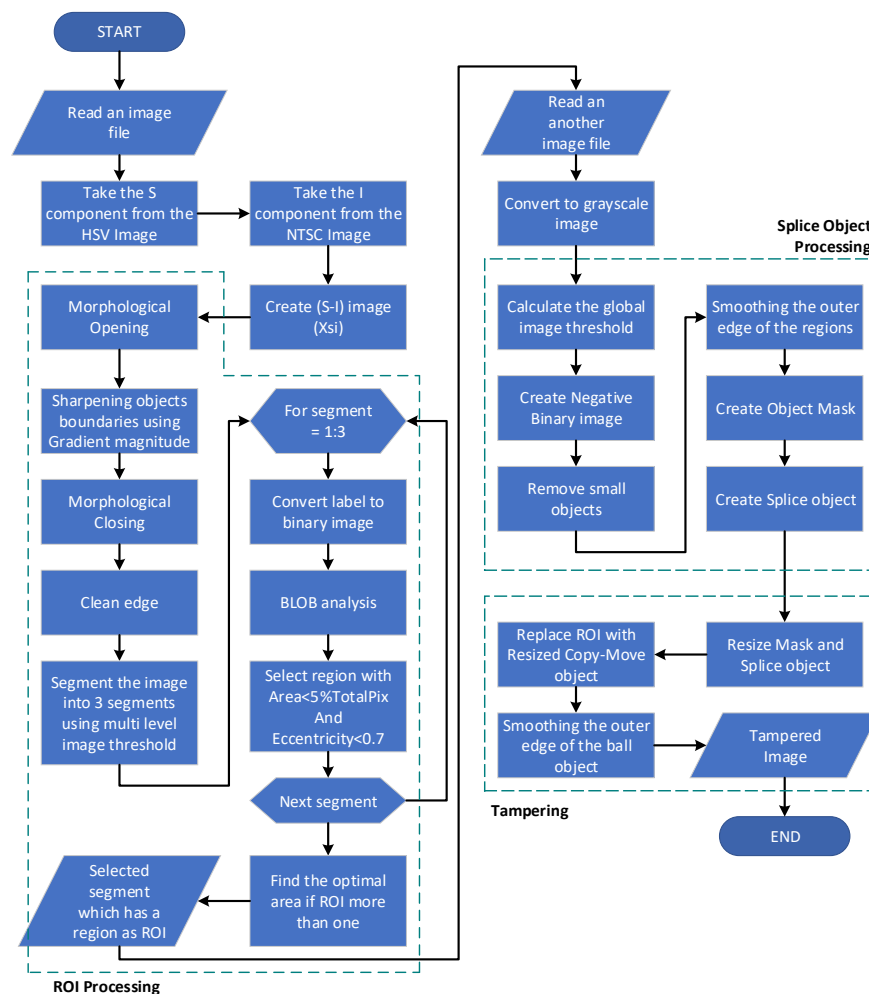 START
Read an image
file
Take the S
component from the
HSV Image
Take the I
component from the
NTSC Image
Create (S-I) image
(Xsi)
Morphological
Opening
Sharpening objects
boundaries using
Gradient magnitude
Morphological
Closing
Clean edge
Segment the image
into 3 segments
using multi level
image threshold
For segment
= 1:3
Convert label to
binary image
BLOB analysis
Select region with
Area<5%TotalPix
And
Eccentricity<0.7
Next segment
Find the optimal
area if ROI more
than one
Selected
segment
which has a
region as ROI
ROI Processing
Read an
another
image file
Convert to grayscale
image
Splice Object
Processing
Calculate the global
image threshold
Create Negative
Binary image
Remove small
objects
Smoothing the outer
edge of the regions
Create Object Mask
Create Splice object
Resize Mask and
Splice object
Replace ROI with
Resized Copy-Move
object
Smoothing the outer
edge of the ball
object
Tampered
Image
Tampering
END